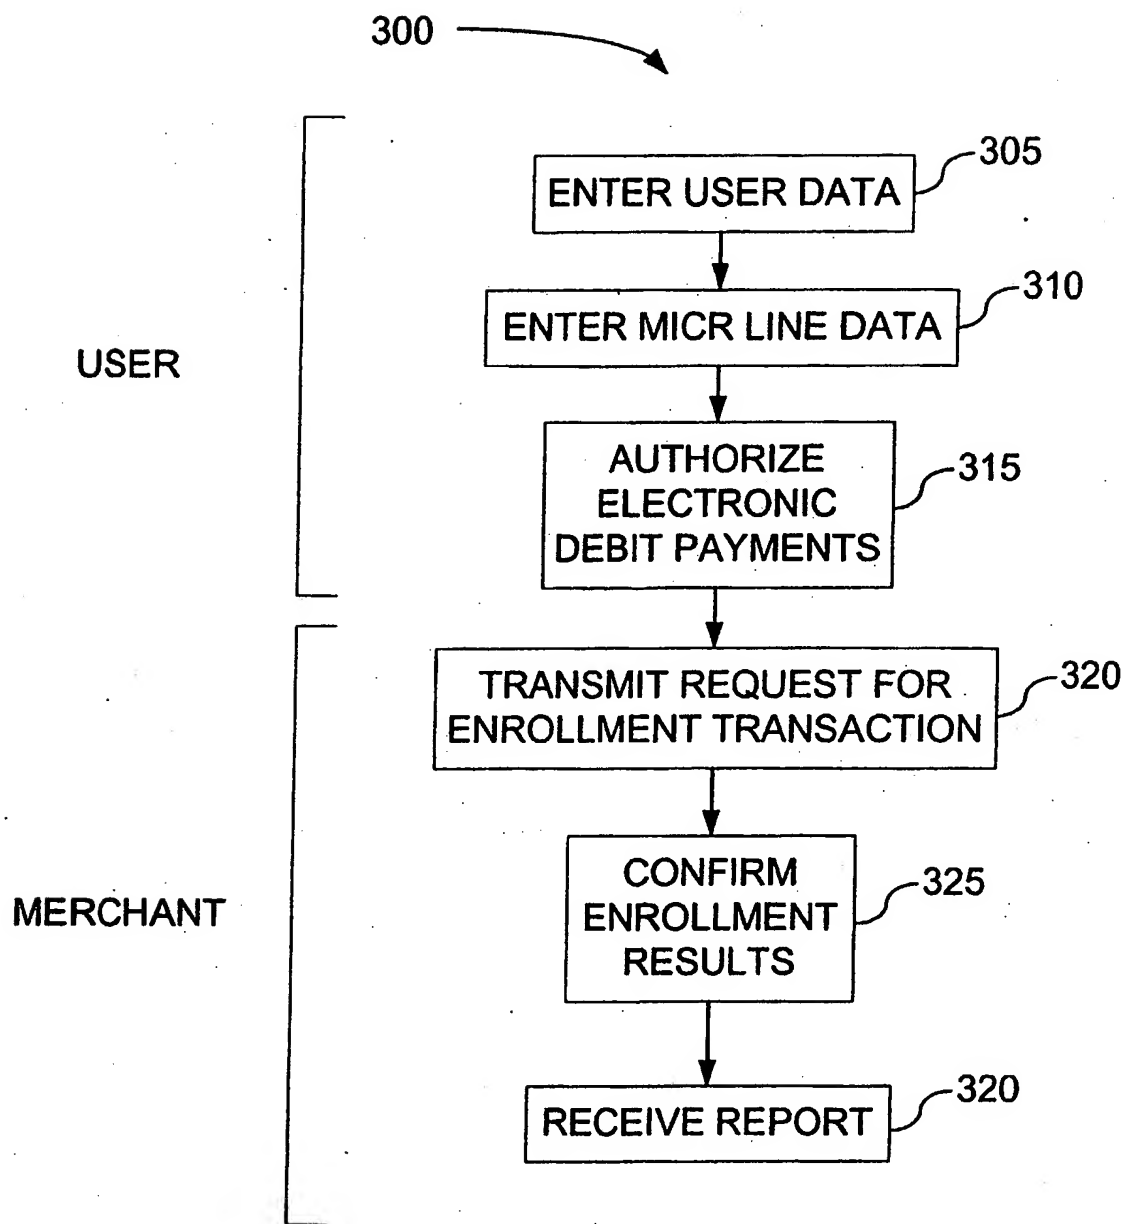 300
305
ENTER USER DATA
310
ENTER MICR LINE DATA
USER
AUTHORIZE
ELECTRONIC
DEBIT PAYMENTS
315
TRANSMIT REQUEST FOR
ENROLLMENT TRANSACTION
320
CONFIRM
ENROLLMENT
RESULTS
325
MERCHANT
RECEIVE REPORT
320